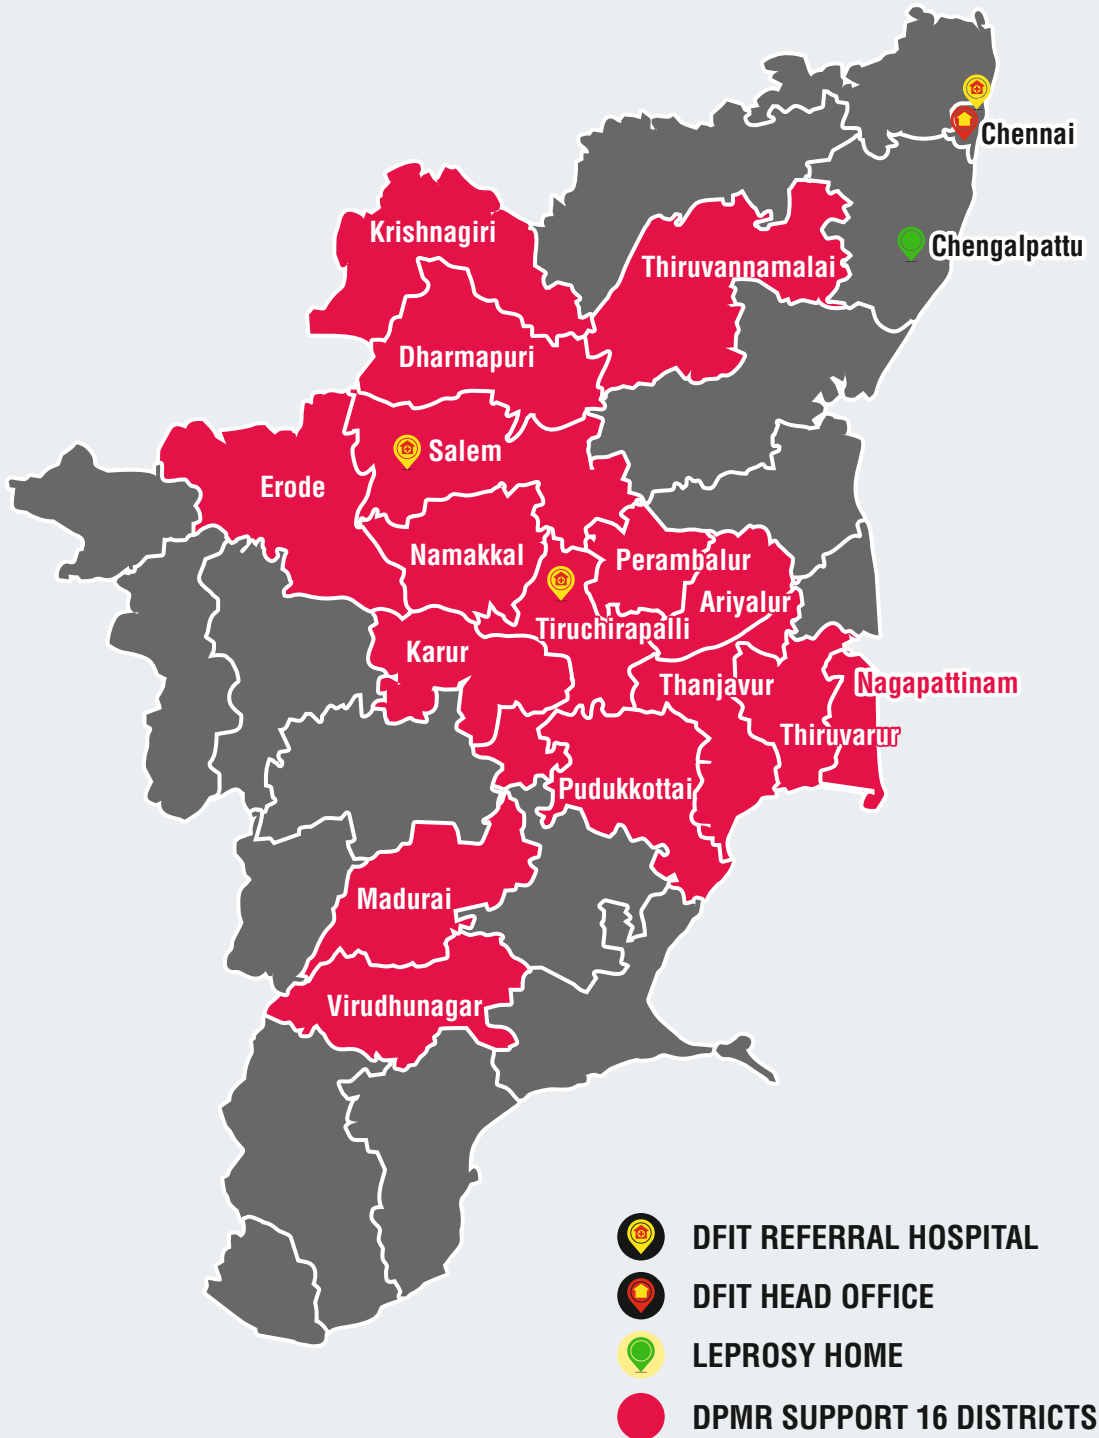 Chennai
Krishnagiri
Chengalpattu
Thiruvannamalai
Dharmapuri
Salem
Erode
Namakkal
Perambalur
Ariyalur
Tiruchirapalli
Karur
Thanjavur
Nagapattinam
Thiruvarur
Pudukkottai
Madurai
Virudhunagar
DFIT REFERRAL HOSPITAL
DFIT HEAD OFFICE
LEPROSY HOME
DPMR SUPPORT 16 DISTRICTS